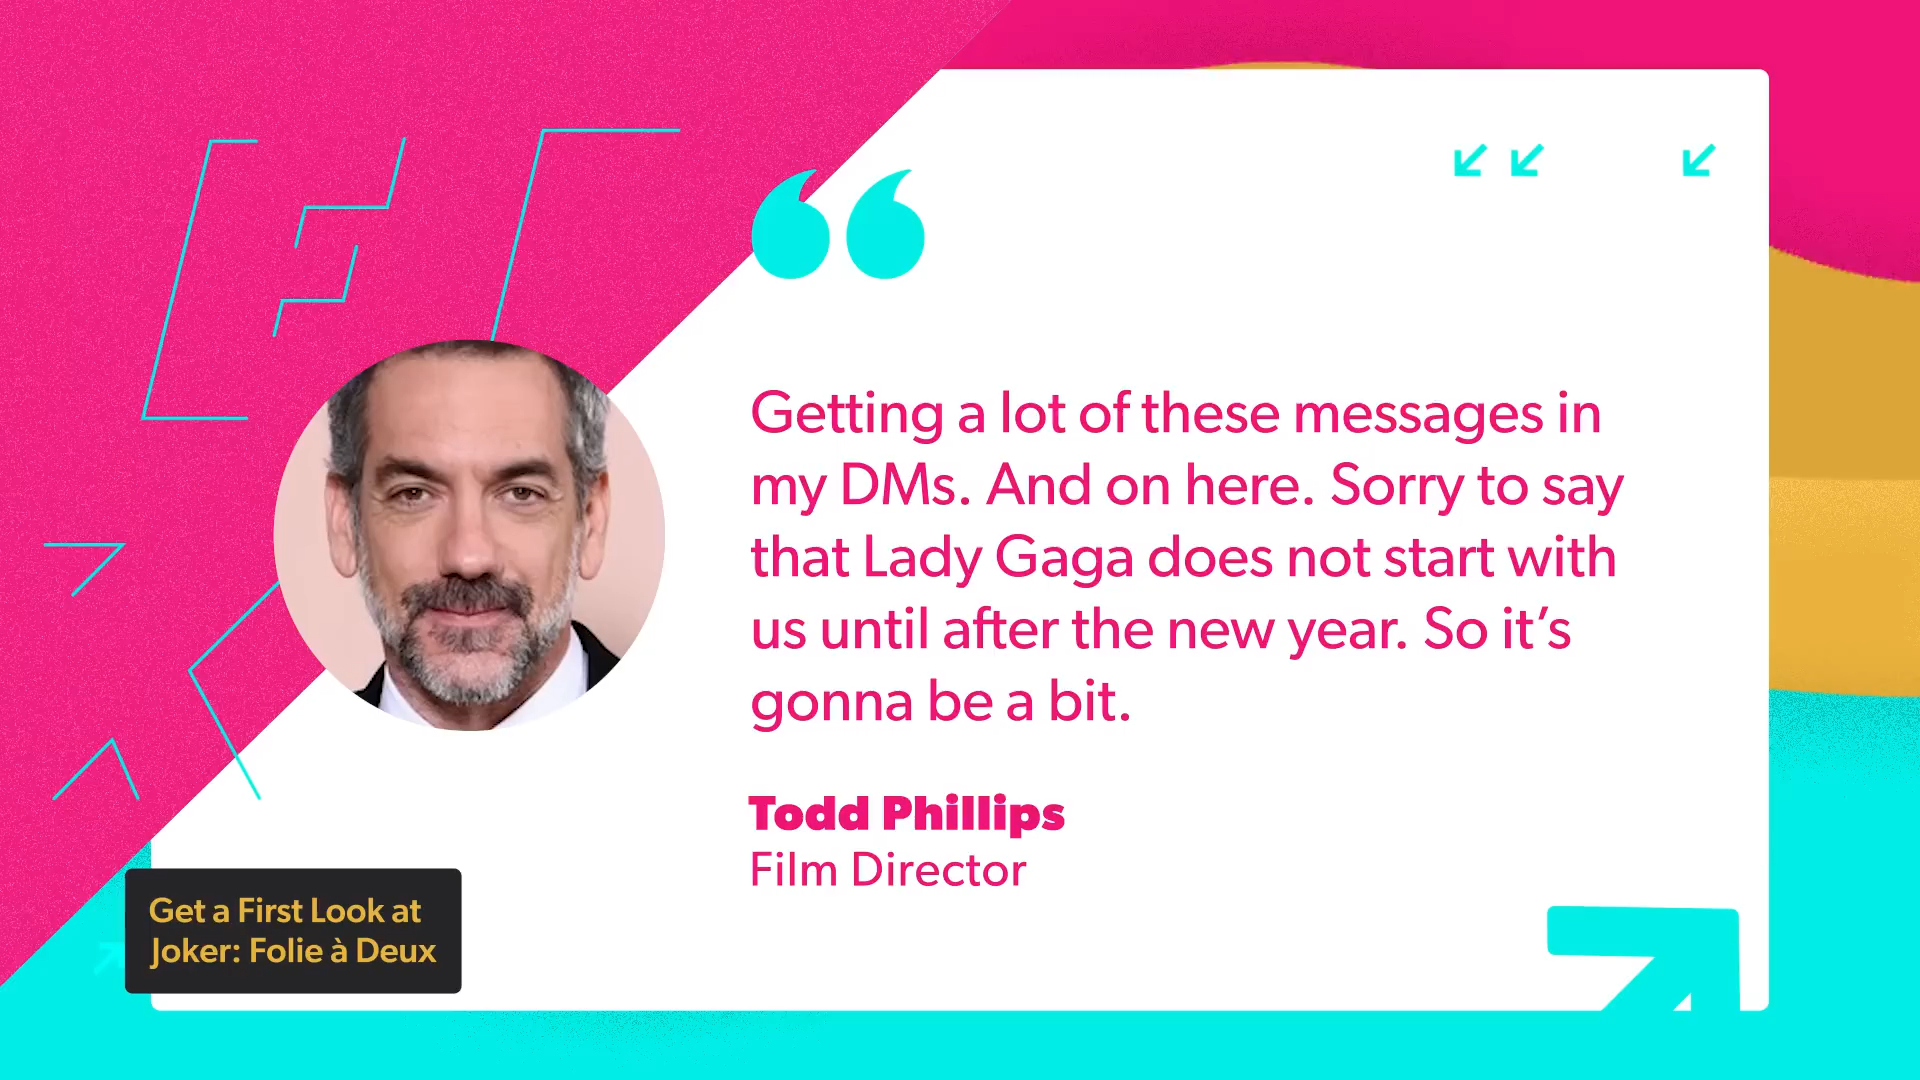 Getting a lot of these messages in
my DMs. And on here. Sorry to say
that Lady Gaga does not start with
us until after the new year. So it’s
gonna be a bit.
Todd Phillips
Film Director
Get a First Look at
Joker: Folie à Deux